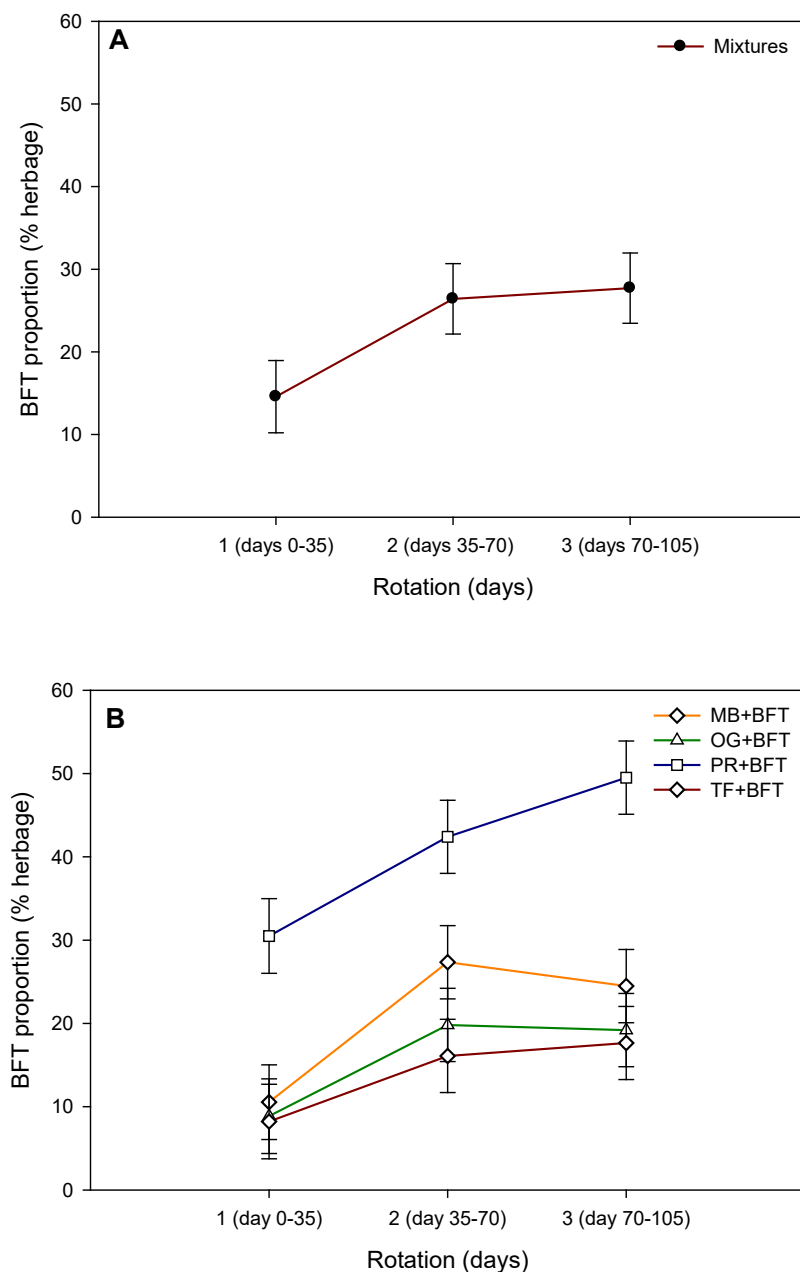 A
Mixtures
60
50
40
30
20
10
0
BFT proportion (% herbage)
1 (days 0-35) 2 (days 35-70) 3 (days 70-105)
Rotation (days)
B
MB+BFT
OG+BFT
PR+BFT
TF+BFT
60
50
40
30
20
10
0
BFT proportion (% herbage)
1 (day 0-35) 2 (day 35-70) 3 (day 70-105)
Rotation (days)